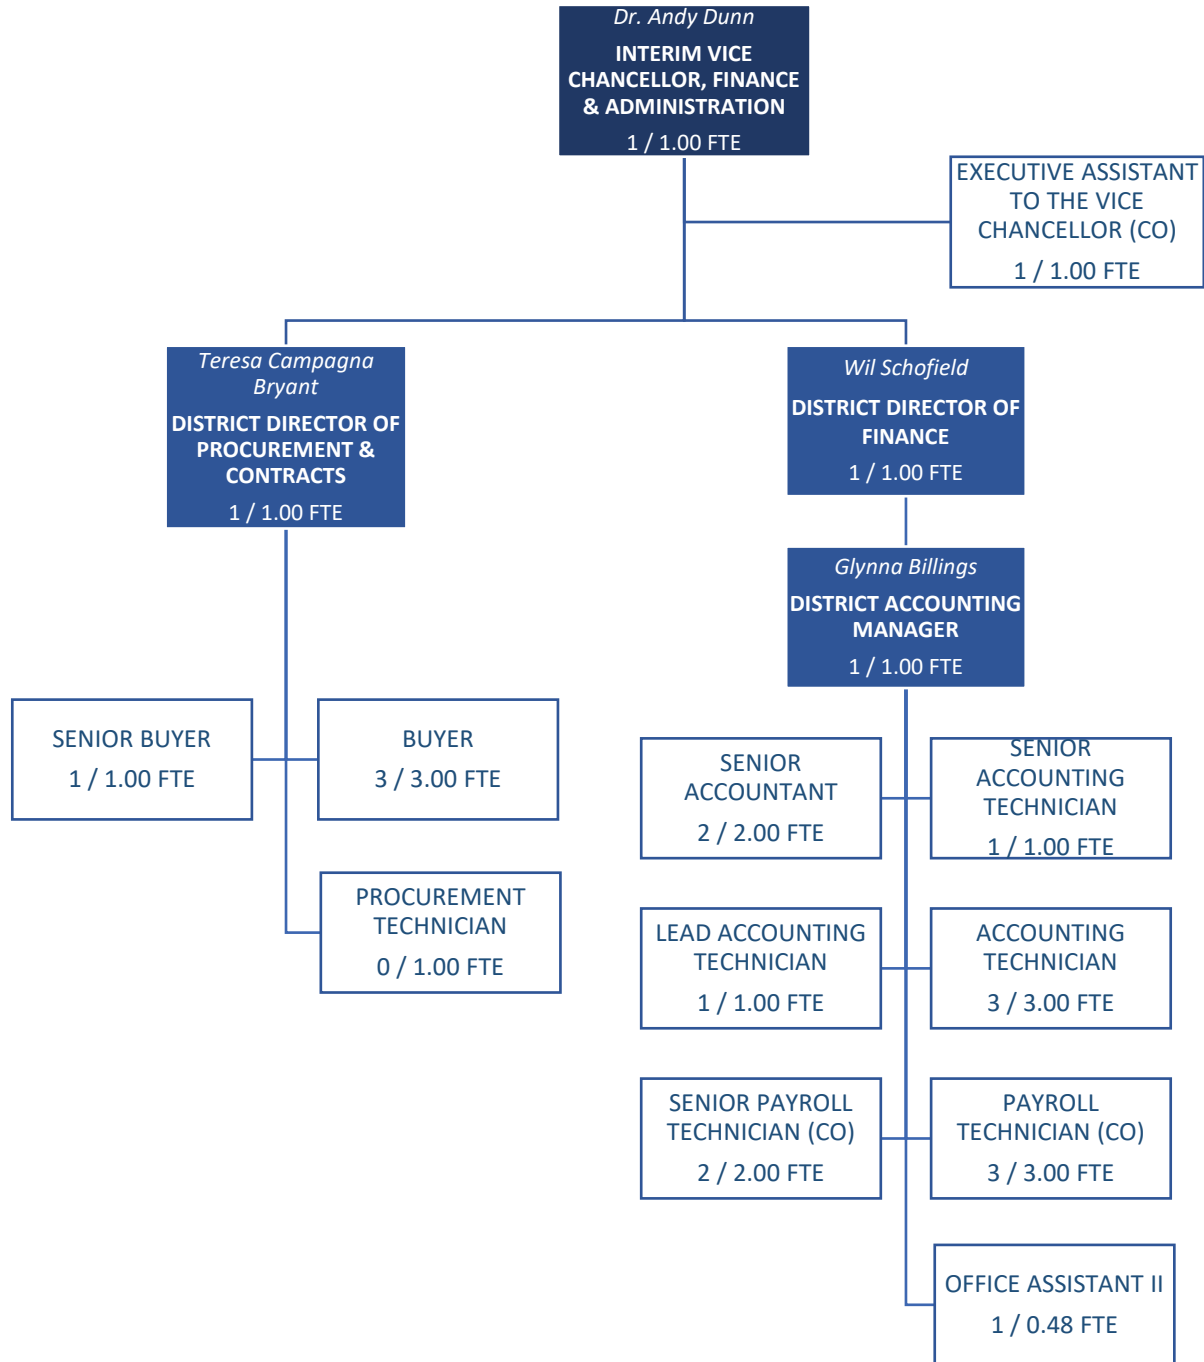 Dr. Andy Dunn
INTERIM VICE
CHANCELLOR, FINANCE
& ADMINISTRATION
1 / 1.00 FTE
EXECUTIVE ASSISTANT
TO THE VICE
CHANCELLOR (CO)
1 / 1.00 FTE
Teresa Campagna
Bryant
DISTRICT DIRECTOR OF
PROCUREMENT &
CONTRACTS
1 / 1.00 FTE
Wil Schofield
DISTRICT DIRECTOR OF
FINANCE
1 / 1.00 FTE
Glynna Billings
DISTRICT ACCOUNTING
MANAGER
1 / 1.00 FTE
SENIOR BUYER
1 / 1.00 FTE
BUYER
3 / 3.00 FTE
PROCUREMENT
TECHNICIAN
0 / 1.00 FTE
SENIOR
ACCOUNTANT
2 / 2.00 FTE
SENIOR
ACCOUNTING
TECHNICIAN
1 / 1.00 FTE
LEAD ACCOUNTING
TECHNICIAN
1 / 1.00 FTE
ACCOUNTING
TECHNICIAN
3 / 3.00 FTE
SENIOR PAYROLL
TECHNICIAN (CO)
2 / 2.00 FTE
PAYROLL
TECHNICIAN (CO)
3 / 3.00 FTE
OFFICE ASSISTANT II
1 / 0.48 FTE